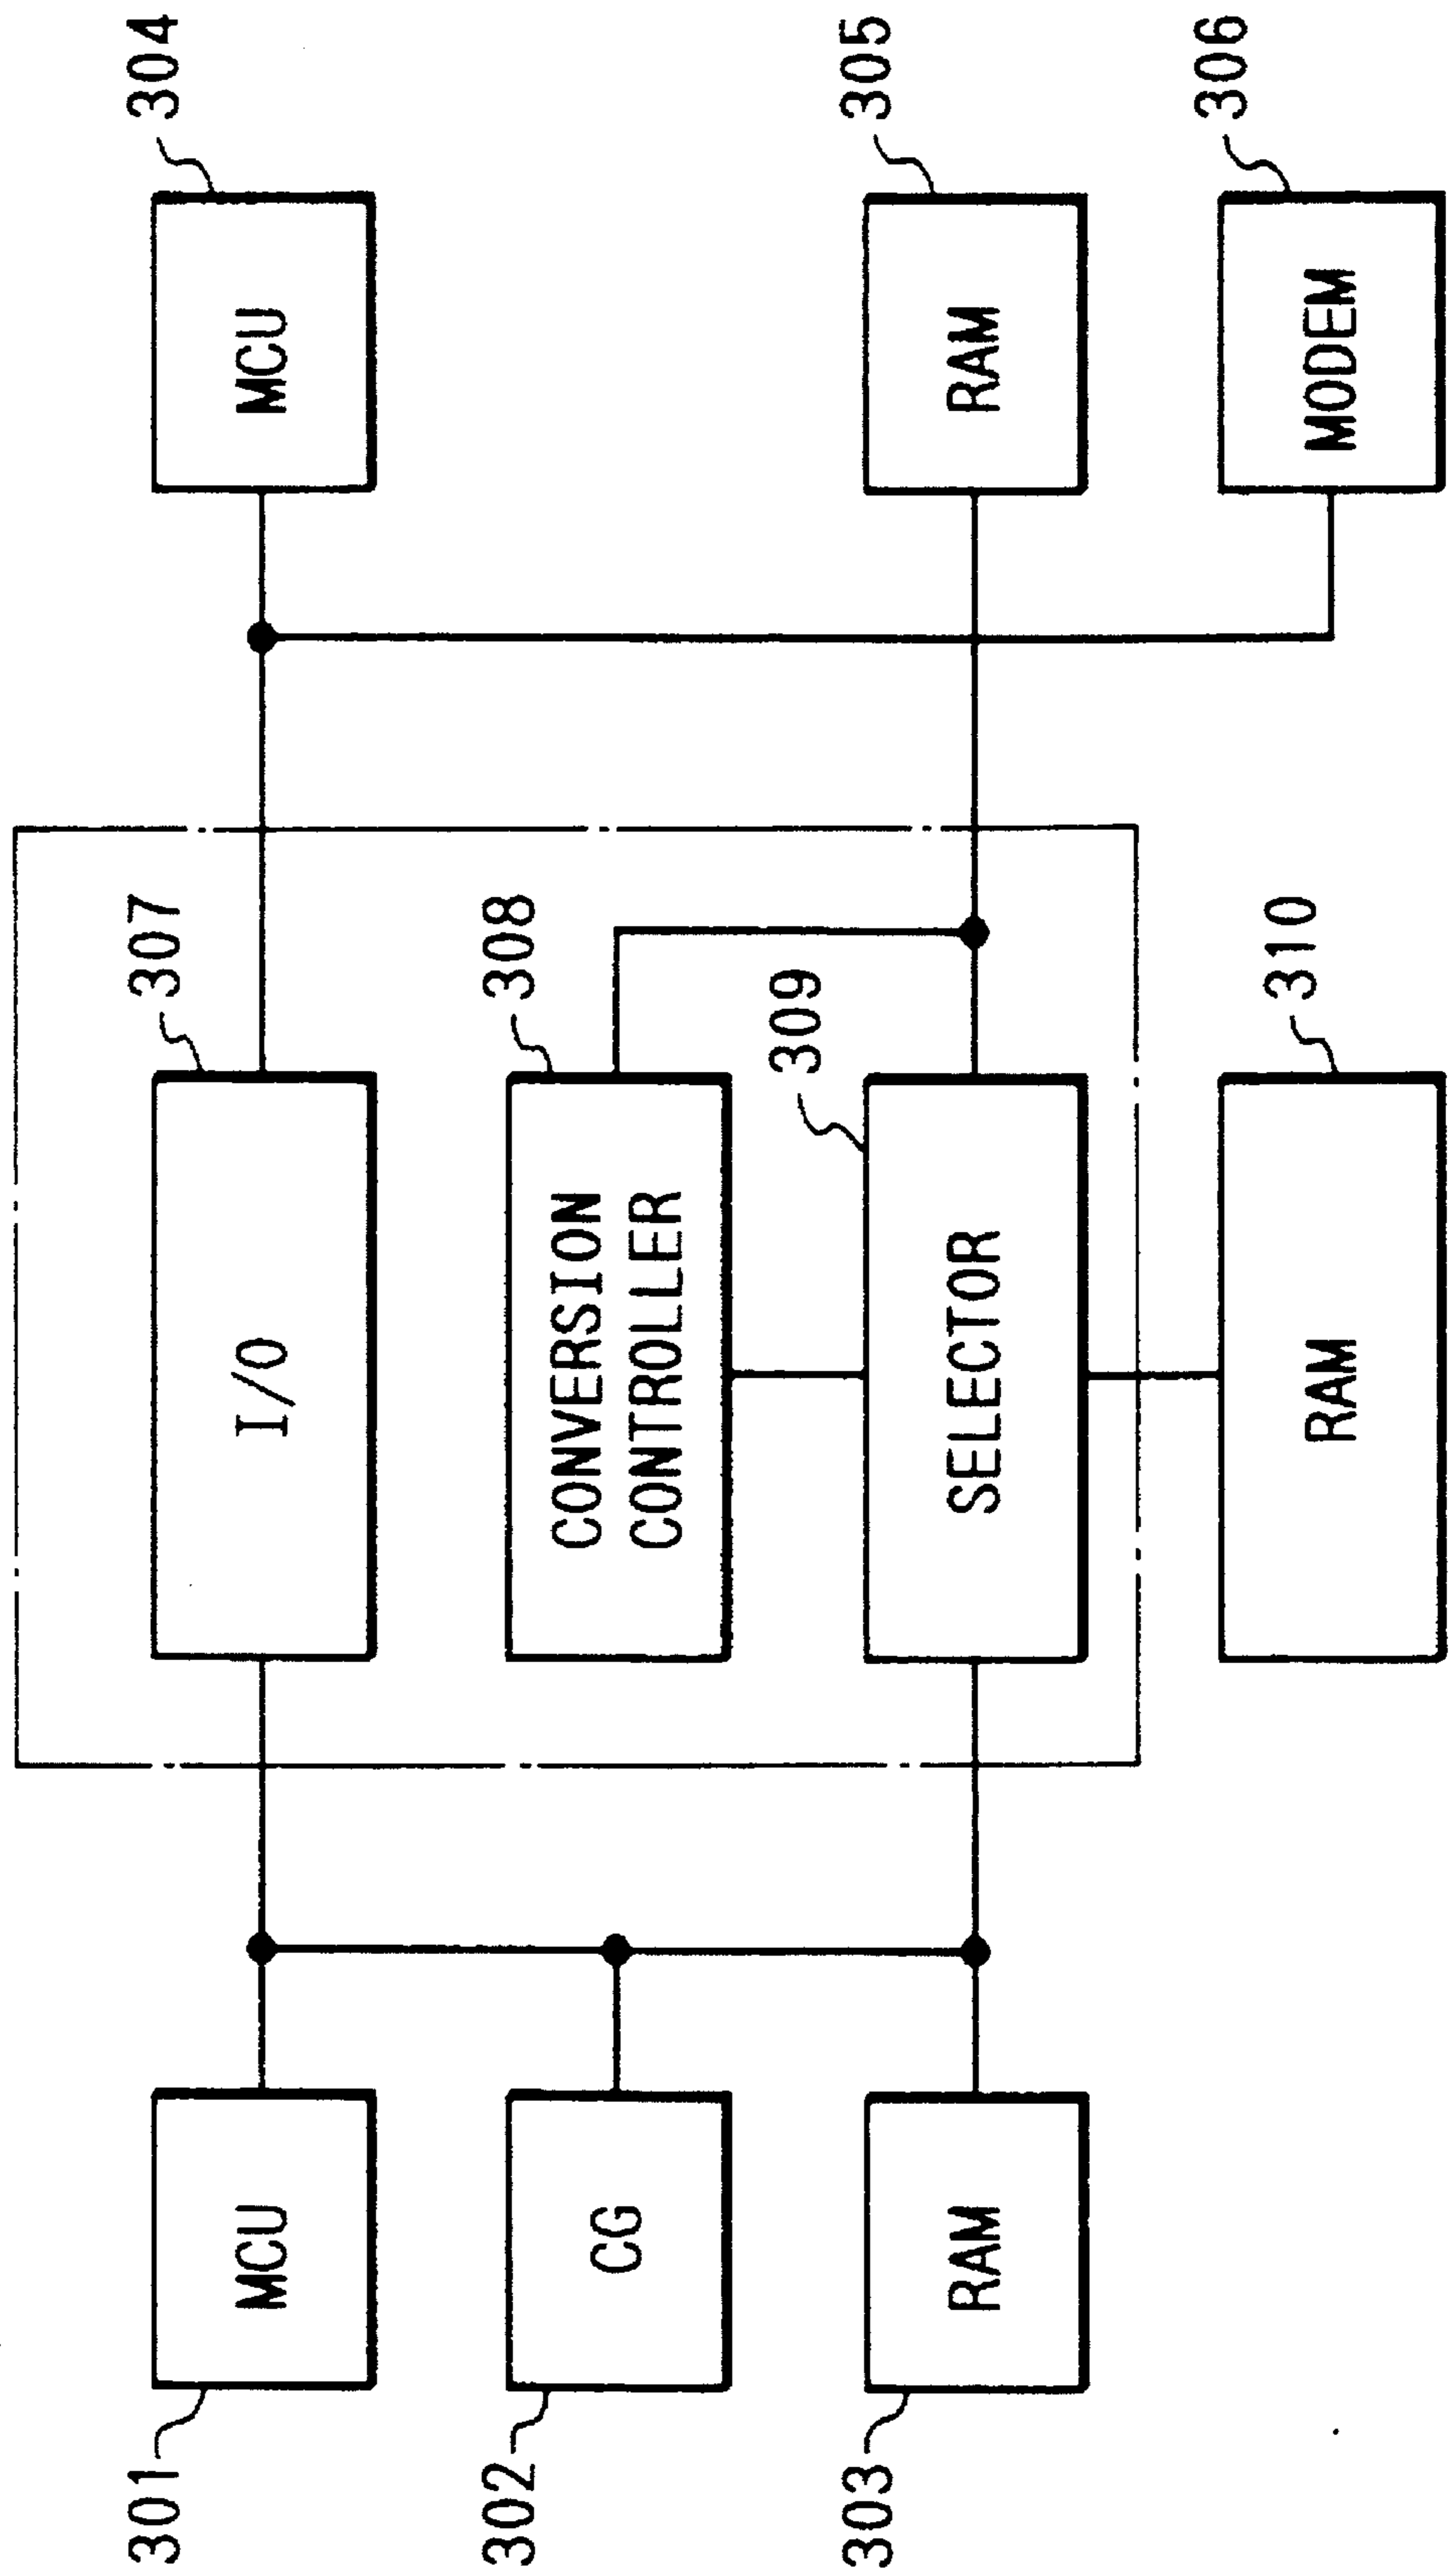 301
MCU
302
CG
303
RAM
307
I/O
308
CONVERSION
CONTROLLER
309
SELECTOR
310
RAM
304
MCU
305
RAM
306
MODEM